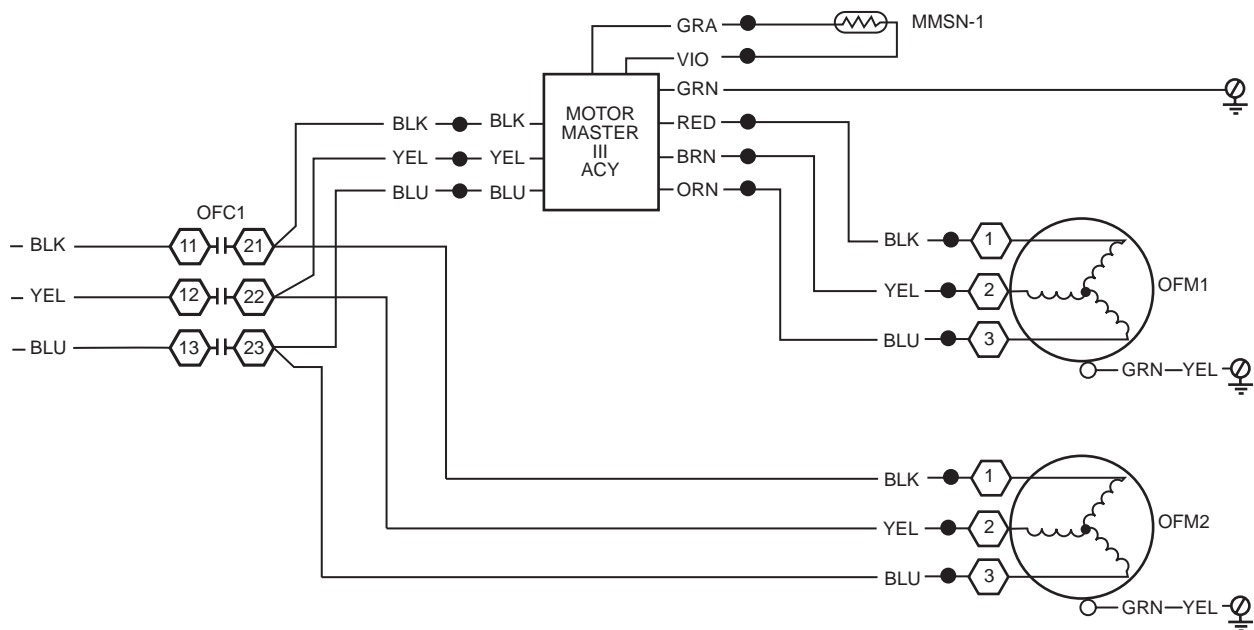 GRA
MMSN-1
VIO
GRN
MOTOR
MASTER
III
ACY
BLK
BLK
RED
YEL
YEL
BRN
BLU
BLU
ORN
OFC1
BLK
11
21
YEL
12
22
BLU
13
23
BLK
1
YEL
2
OFM1
BLU
3
GRN
YEL
BLK
1
YEL
2
OFM2
BLU
3
GRN
YEL